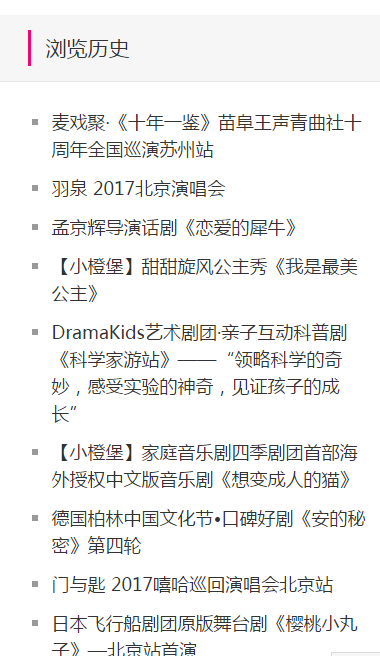 浏览历史
麦戏聚·《十年一鉴》苗阜王声青曲社十
周年全国巡演苏州站
羽泉 2017北京演唱会
孟京辉导演话剧《恋爱的犀牛》
【小橙堡】甜甜旋风公主秀《我是最美
公主》
DramaKids艺术剧团·亲子互动科普剧
《科学家游站》——“领略科学的奇
妙，感受实验的神奇，见证孩子的成
长”
【小橙堡】家庭音乐剧四季剧团首部海
外授权中文版音乐剧《想变成人的猫》
德国柏林中国文化节•口碑好剧《安的秘
密》第四轮
门与匙 2017嘻哈巡回演唱会北京站
日本飞行船剧团原版舞台剧《樱桃小丸
子》—北京站首演